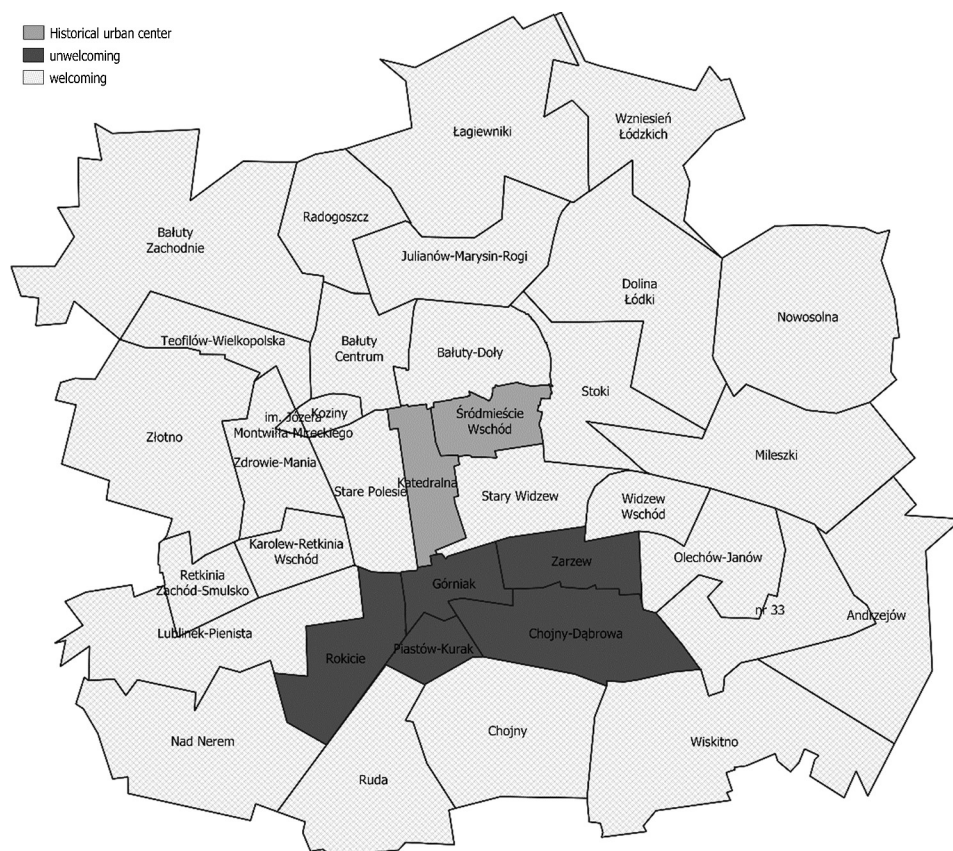 Historical urban center
unwelcoming
welcoming
Łagiewniki
Wzniesień
Łódzkich
Radogoszcz
Bałuty
Zachodnie
Julianów-Marysin-Rogi
Dolina
Łódki
Nowosolna
Teofilów-Wielkopolska
Bałuty
Centrum
Bałuty-Doły
Stoki
im. Józefa
Montwiłła-Mireckiego
Koziny
Śródmieście
Wschód
Złotno
Zdrowie-Mania
Mileszki
Stare Polesie
Katedralna
Stary Widzew
Widzew
Wschód
Karolew-Retkinia
Wschód
Olechów-Janów
Retkinia
Zachód-Smulsko
Górniak
Zarzew
nr 33
Andrzejów
Lublinek-Pienista
Rokicie
Piastów-Kurak
Chojny-Dąbrowa
Nad Nerem
Chojny
Wiskitno
Ruda